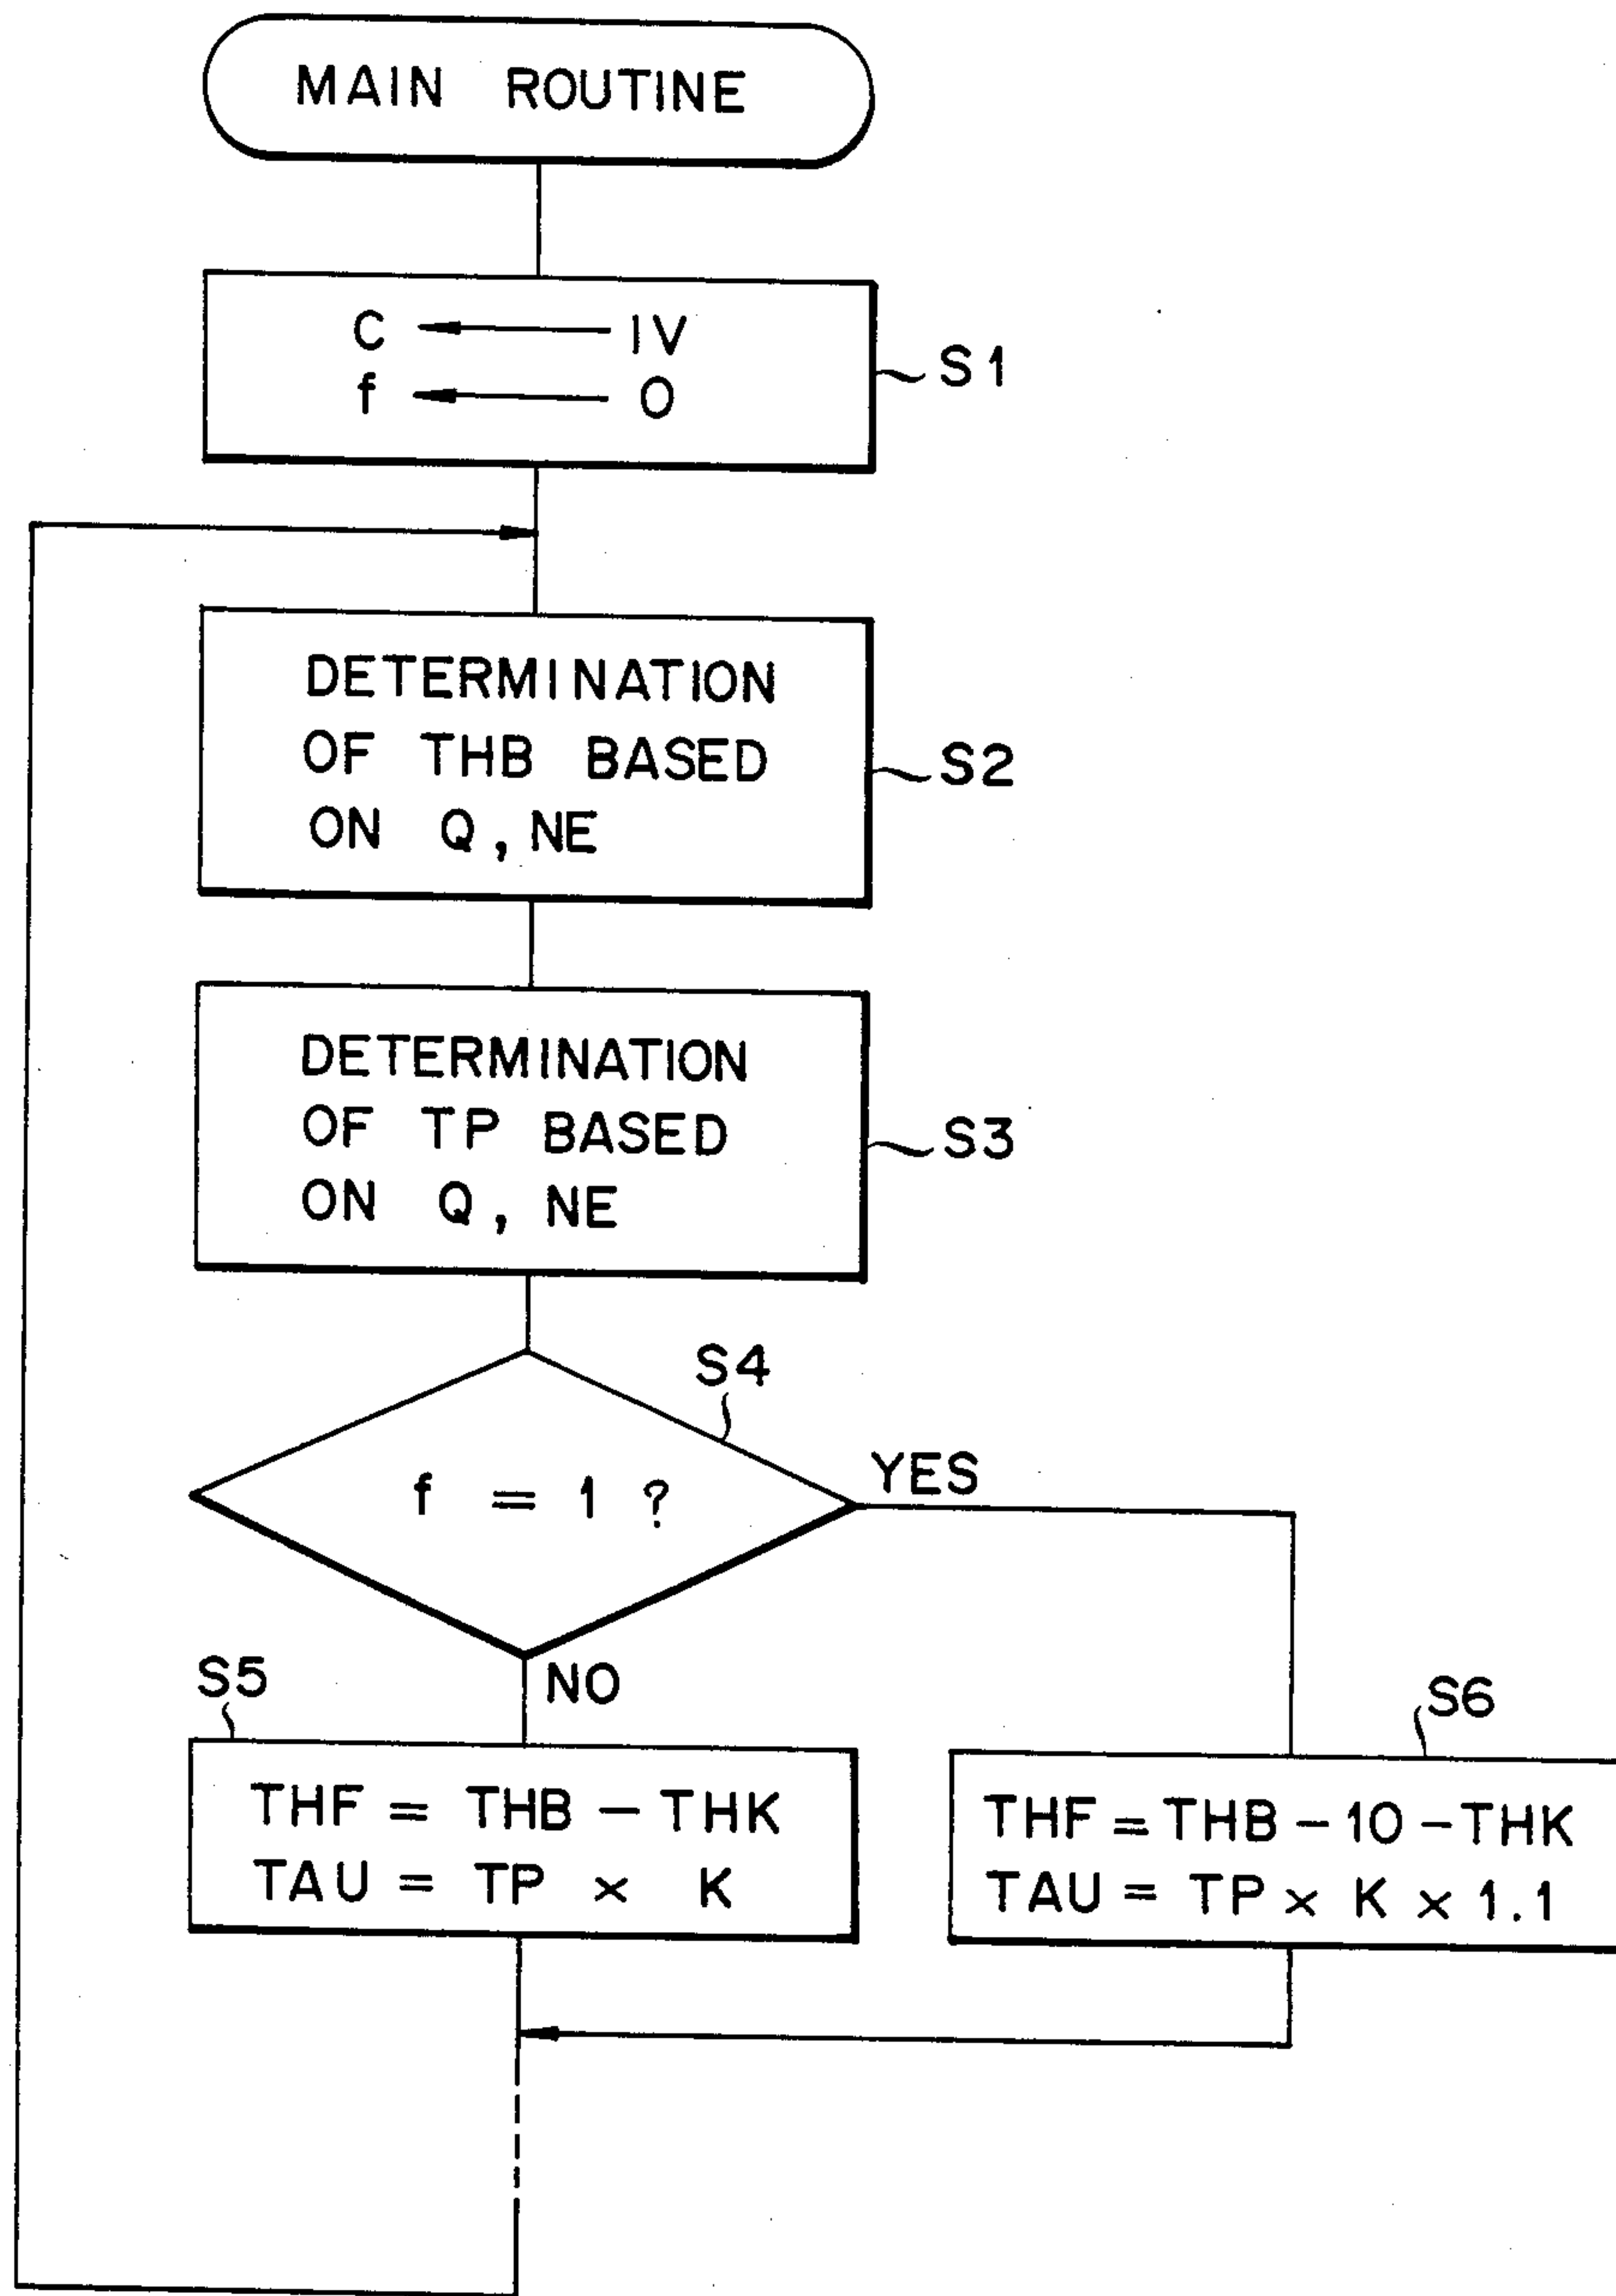 MAIN ROUTINE
C ← IV
f ← 0
S1
DETERMINATION
OF THB BASED
ON Q, NE
S2
DETERMINATION
OF TP BASED
ON Q, NE
S3
S4
f = 1 ?
YES
NO
S5
THF = THB - THK
TAU = TP × K
S6
THF = THB - 10 - THK
TAU = TP × K × 1.1